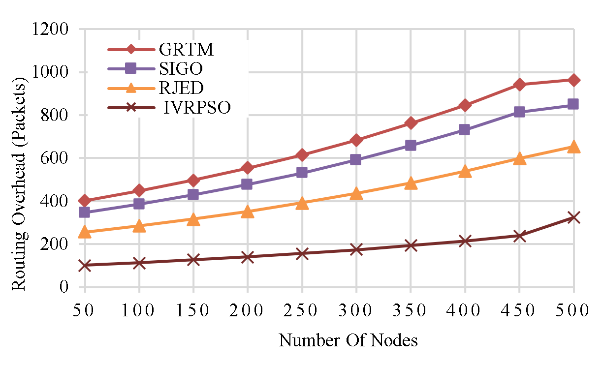 1200
1000
800
600
400
200
0
Routing Overhead (Packets)
GRTM
SIGO
RJED
IVRPSO
50 100 150 200 250 300 350 400 450 500
Number Of Nodes